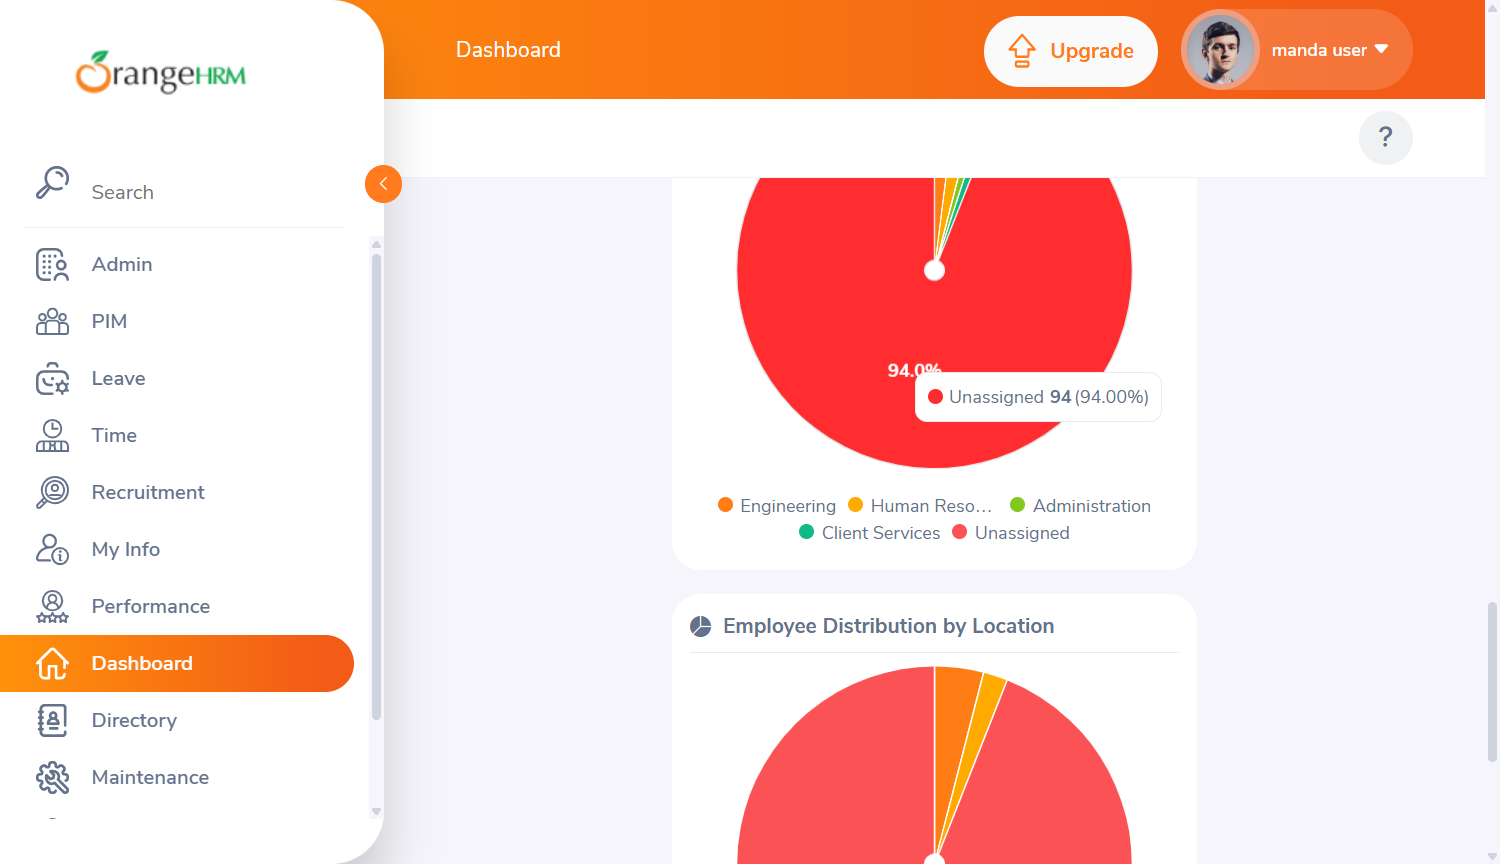 OrangeHRM
Dashboard
Upgrade
manda user
?
Search
Admin
PIM
Leave
Time
Recruitment
My Info
Performance
Dashboard
Directory
Maintenance
94.0%
Unassigned 94 (94.00%)
Engineering Human Reso... Administration
Client Services Unassigned
Employee Distribution by Location